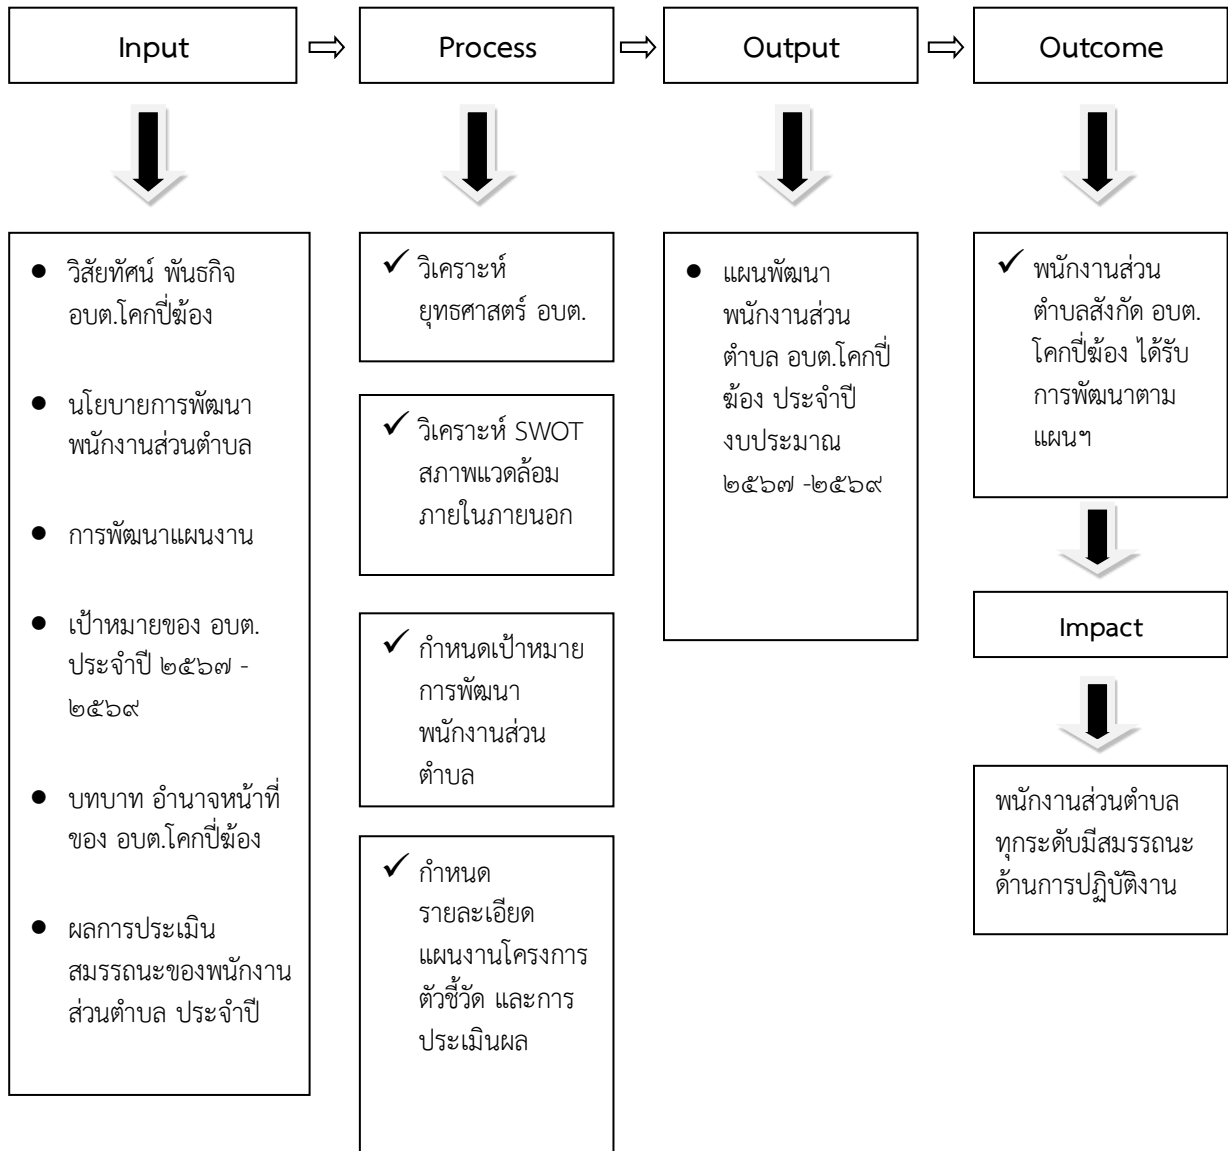 Input
Process
Output
Outcome
● วิสัยทัศน์ พันธกิจ
อบต.โคกปี่ฆ้อง
● นโยบายการพัฒนา
พนักงานส่วนตำบล
● การพัฒนาแผนงาน
● เป้าหมายของ อบต.
ประจำปี ๒๕๖๗ -
๒๕๖๙
● บทบาท อำนาจหน้าที่
ของ อบต.โคกปี่ฆ้อง
● ผลการประเมิน
สมรรถนะของพนักงาน
ส่วนตำบล ประจำปี
✓ วิเคราะห์
ยุทธศาสตร์ อบต.
✓ วิเคราะห์ SWOT
สภาพแวดล้อม
ภายในภายนอก
✓ กำหนดเป้าหมาย
การพัฒนา
พนักงานส่วน
ตำบล
✓ กำหนด
รายละเอียด
แผนงานโครงการ
ตัวชี้วัด และการ
ประเมินผล
● แผนพัฒนา
พนักงานส่วน
ตำบล อบต.โคกปี่
ฆ้อง ประจำปี
งบประมาณ
๒๕๖๗ -๒๕๖๙
✓ พนักงานส่วน
ตำบลสังกัด อบต.
โคกปี่ฆ้อง ได้รับ
การพัฒนาตาม
แผนฯ
Impact
พนักงานส่วนตำบล
ทุกระดับมีสมรรถนะ
ด้านการปฏิบัติงาน